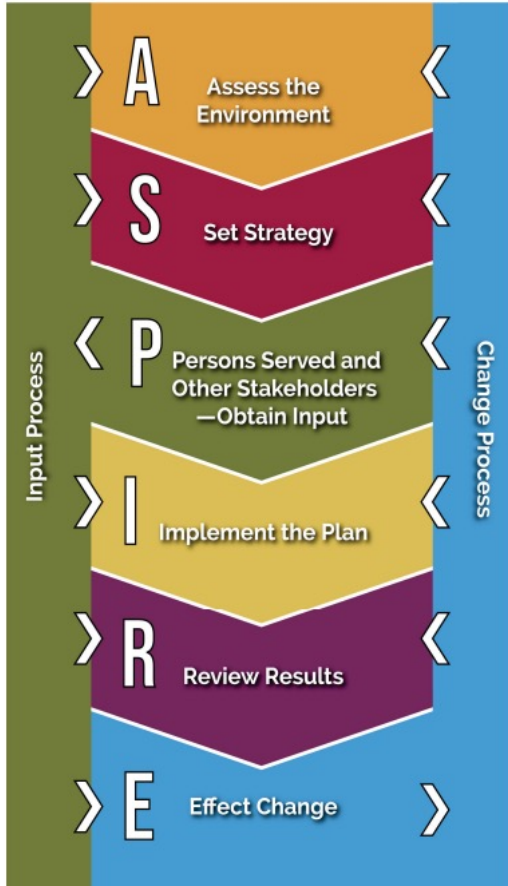 A
Assess the
Environment
S
Set Strategy
P
Persons Served and
Other Stakeholders
—Obtain Input
I
Implement the Plan
R
Review Results
E
Effect Change
Input Process
Change Process